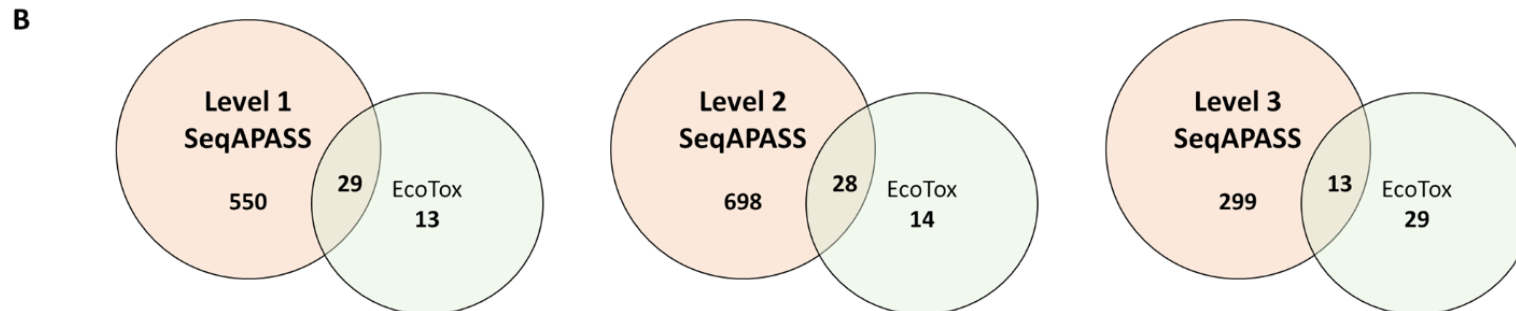 B
Level 1
SeqAPASS
550
29
EcoTox
13
Level 2
SeqAPASS
698
28
EcoTox
14
Level 3
SeqAPASS
299
13
EcoTox
29